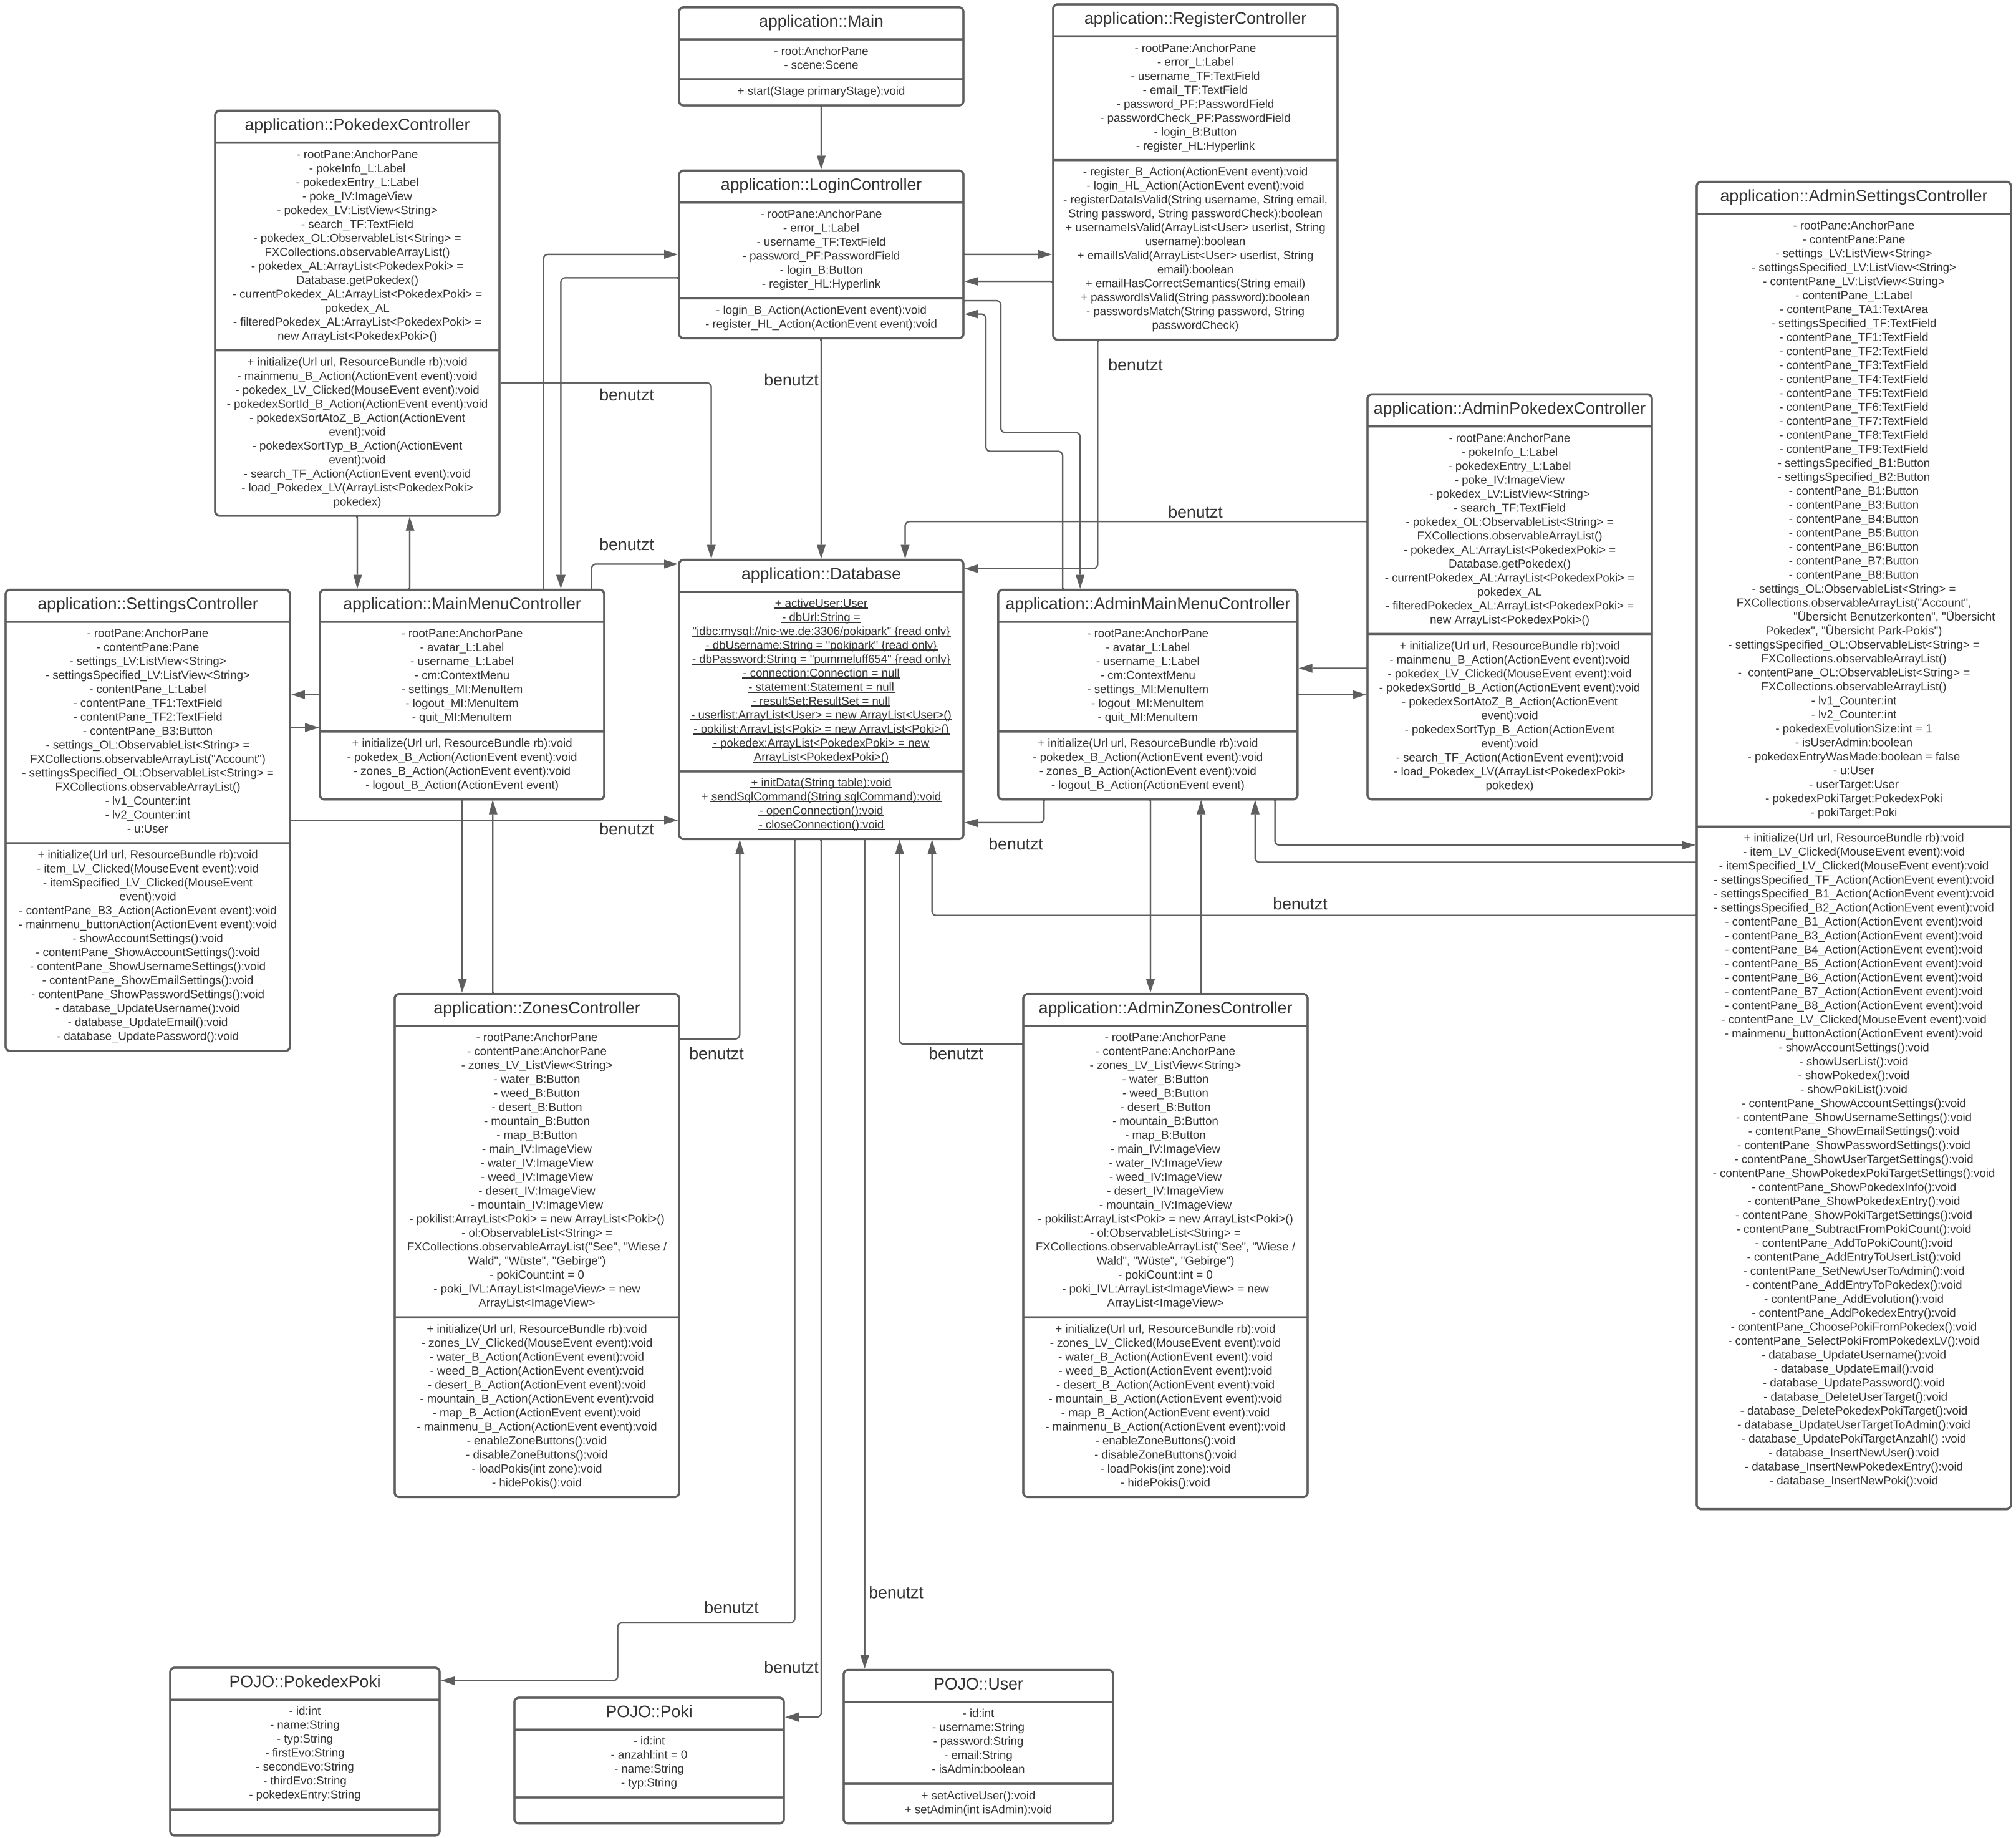 application::Main
- root:AnchorPane
- scene:Scene
+ start(Stage primaryStage):void
application::RegisterController
- rootPane:AnchorPane
- error_L:Label
- username_TF:TextField
- email_TF:TextField
- password_PF:PasswordField
- passwordCheck_PF:PasswordField
- login_B:Button
- register_HL:Hyperlink
- register_B_Action(ActionEvent event):void
- login_HL_Action(ActionEvent event):void
- registerDataIsValid(String username, String email,
String password, String passwordCheck):boolean
+ usernameIsValid(ArrayList<User> userlist, String
username):boolean
+ emailIsValid(ArrayList<User> userlist, String
email):boolean
+ emailHasCorrectSemantics(String email)
+ passwordIsValid(String password):boolean
- passwordsMatch(String password, String
passwordCheck)
application::PokedexController
- rootPane:AnchorPane
- pokeInfo_L:Label
- pokedexEntry_L:Label
- poke_IV:ImageView
- pokedex_LV:ListView<String>
- search_TF:TextField
- pokedex_OL:ObservableList<String> =
FXCollections.observableArrayList()
- pokedex_AL:ArrayList<PokedexPoki> =
Database.getPokedex()
- currentPokedex_AL:ArrayList<PokedexPoki> =
pokedex_AL
- filteredPokedex_AL:ArrayList<PokedexPoki> =
new ArrayList<PokedexPoki>()
+ initialize(Url url, ResourceBundle rb):void
- mainmenu_B_Action(ActionEvent event):void
- pokedex_LV_Clicked(MouseEvent event):void
- pokedexSortId_B_Action(ActionEvent event):void
- pokedexSortAtoZ_B_Action(ActionEvent
event):void
- pokedexSortTyp_B_Action(ActionEvent
event):void
- search_TF_Action(ActionEvent event):void
- load_Pokedex_LV(ArrayList<PokedexPoki>
pokedex)
application::LoginController
- rootPane:AnchorPane
- error_L:Label
- username_TF:TextField
- password_PF:PasswordField
- login_B:Button
- register_HL:Hyperlink
- login_B_Action(ActionEvent event):void
- register_HL_Action(ActionEvent event):void
application::AdminSettingsController
- rootPane:AnchorPane
- contentPane:Pane
- settings_LV:ListView<String>
- settingsSpecified_LV:ListView<String>
- contentPane_LV:ListView<String>
- contentPane_L:Label
- contentPane_TA1:TextArea
- settingsSpecified_TF:TextField
- contentPane_TF1:TextField
- contentPane_TF2:TextField
- contentPane_TF3:TextField
- contentPane_TF4:TextField
- contentPane_TF5:TextField
- contentPane_TF6:TextField
- contentPane_TF7:TextField
- contentPane_TF8:TextField
- contentPane_TF9:TextField
- settingsSpecified_B1:Button
- settingsSpecified_B2:Button
- contentPane_B1:Button
- contentPane_B3:Button
- contentPane_B4:Button
- contentPane_B5:Button
- contentPane_B6:Button
- contentPane_B7:Button
- contentPane_B8:Button
- settings_OL:ObservableList<String> =
FXCollections.observableArrayList("Account",
"Übersicht Benutzerkonten", "Übersicht
Pokedex", "Übersicht Park-Pokis")
- settingsSpecified_OL:ObservableList<String> =
FXCollections.observableArrayList()
- contentPane_OL:ObservableList<String> =
FXCollections.observableArrayList()
- lv1_Counter:int
- lv2_Counter:int
- pokedexEvolutionSize:int = 1
- isUserAdmin:boolean
- pokedexEntryWasMade:boolean = false
- u:User
- userTarget:User
- pokedexPokiTarget:PokedexPoki
- pokiTarget:Poki
+ initialize(Url url, ResourceBundle rb):void
- item_LV_Clicked(MouseEvent event):void
- itemSpecified_LV_Clicked(MouseEvent event):void
- settingsSpecified_TF_Action(ActionEvent event):void
- settingsSpecified_B1_Action(ActionEvent event):void
- settingsSpecified_B2_Action(ActionEvent event):void
- contentPane_B1_Action(ActionEvent event):void
- contentPane_B3_Action(ActionEvent event):void
- contentPane_B4_Action(ActionEvent event):void
- contentPane_B5_Action(ActionEvent event):void
- contentPane_B6_Action(ActionEvent event):void
- contentPane_B7_Action(ActionEvent event):void
- contentPane_B8_Action(ActionEvent event):void
- contentPane_LV_Clicked(MouseEvent event):void
- mainmenu_buttonAction(ActionEvent event):void
- showAccountSettings():void
- showUserList():void
- showPokedex():void
- showPokiList():void
- contentPane_ShowAccountSettings():void
- contentPane_ShowUsernameSettings():void
- contentPane_ShowEmailSettings():void
- contentPane_ShowPasswordSettings():void
- contentPane_ShowUserTargetSettings():void
- contentPane_ShowPokedexPokiTargetSettings():void
- contentPane_ShowPokedexInfo():void
- contentPane_ShowPokedexEntry():void
- contentPane_ShowPokiTargetSettings():void
- contentPane_SubtractFromPokiCount():void
- contentPane_AddToPokiCount():void
- contentPane_AddEntryToUserList():void
- contentPane_SetNewUserToAdmin():void
- contentPane_AddEntryToPokedex():void
- contentPane_AddEvolution():void
- contentPane_AddPokedexEntry():void
- contentPane_ChoosePokiFromPokedex():void
- contentPane_SelectPokiFromPokedexLV():void
- database_UpdateUsername():void
- database_UpdateEmail():void
- database_UpdatePassword():void
- database_DeleteUserTarget():void
- database_DeletePokedexPokiTarget():void
- database_UpdateUserTargetToAdmin():void
- database_UpdatePokiTargetAnzahl() :void
- database_InsertNewUser():void
- database_InsertNewPokedexEntry():void
- database_InsertNewPoki():void
benutzt
benutzt
benutzt
application::AdminPokedexController
- rootPane:AnchorPane
- pokeInfo_L:Label
- pokedexEntry_L:Label
- poke_IV:ImageView
- pokedex_LV:ListView<String>
- search_TF:TextField
- pokedex_OL:ObservableList<String> =
FXCollections.observableArrayList()
- pokedex_AL:ArrayList<PokedexPoki> =
Database.getPokedex()
- currentPokedex_AL:ArrayList<PokedexPoki> =
pokedex_AL
- filteredPokedex_AL:ArrayList<PokedexPoki> =
new ArrayList<PokedexPoki>()
+ initialize(Url url, ResourceBundle rb):void
- mainmenu_B_Action(ActionEvent event):void
- pokedex_LV_Clicked(MouseEvent event):void
- pokedexSortId_B_Action(ActionEvent event):void
- pokedexSortAtoZ_B_Action(ActionEvent
event):void
- pokedexSortTyp_B_Action(ActionEvent
event):void
- search_TF_Action(ActionEvent event):void
- load_Pokedex_LV(ArrayList<PokedexPoki>
pokedex)
benutzt
benutzt
application::SettingsController
- rootPane:AnchorPane
- contentPane:Pane
- settings_LV:ListView<String>
- settingsSpecified_LV:ListView<String>
- contentPane_L:Label
- contentPane_TF1:TextField
- contentPane_TF2:TextField
- contentPane_B3:Button
- settings_OL:ObservableList<String> =
FXCollections.observableArrayList("Account")
- settingsSpecified_OL:ObservableList<String> =
FXCollections.observableArrayList()
- lv1_Counter:int
- lv2_Counter:int
- u:User
+ initialize(Url url, ResourceBundle rb):void
- item_LV_Clicked(MouseEvent event):void
- itemSpecified_LV_Clicked(MouseEvent
event):void
- contentPane_B3_Action(ActionEvent event):void
- mainmenu_buttonAction(ActionEvent event):void
- showAccountSettings():void
- contentPane_ShowAccountSettings():void
- contentPane_ShowUsernameSettings():void
- contentPane_ShowEmailSettings():void
- contentPane_ShowPasswordSettings():void
- database_UpdateUsername():void
- database_UpdateEmail():void
- database_UpdatePassword():void
application::MainMenuController
- rootPane:AnchorPane
- avatar_L:Label
- username_L:Label
- cm:ContextMenu
- settings_MI:MenuItem
- logout_MI:MenuItem
- quit_MI:MenuItem
+ initialize(Url url, ResourceBundle rb):void
- pokedex_B_Action(ActionEvent event):void
- zones_B_Action(ActionEvent event):void
- logout_B_Action(ActionEvent event)
application::Database
+ activeUser:User
- dbUrl:String =
"jdbc:mysql://nic-we.de:3306/pokipark" {read only}
- dbUsername:String = "pokipark" {read only}
- dbPassword:String = "pummeluff654" {read only}
- connection:Connection = null
- statement:Statement = null
- resultSet:ResultSet = null
- userlist:ArrayList<User> = new ArrayList<User>()
- pokilist:ArrayList<Poki> = new ArrayList<Poki>()
- pokedex:ArrayList<PokedexPoki> = new
ArrayList<PokedexPoki>()
+ initData(String table):void
+ sendSqlCommand(String sqlCommand):void
- openConnection():void
- closeConnection():void
application::AdminMainMenuController
- rootPane:AnchorPane
- avatar_L:Label
- username_L:Label
- cm:ContextMenu
- settings_MI:MenuItem
- logout_MI:MenuItem
- quit_MI:MenuItem
+ initialize(Url url, ResourceBundle rb):void
- pokedex_B_Action(ActionEvent event):void
- zones_B_Action(ActionEvent event):void
- logout_B_Action(ActionEvent event)
benutzt
benutzt
benutzt
application::ZonesController
- rootPane:AnchorPane
- contentPane:AnchorPane
- zones_LV_ListView<String>
- water_B:Button
- weed_B:Button
- desert_B:Button
- mountain_B:Button
- map_B:Button
- main_IV:ImageView
- water_IV:ImageView
- weed_IV:ImageView
- desert_IV:ImageView
- mountain_IV:ImageView
- pokilist:ArrayList<Poki> = new ArrayList<Poki>()
- ol:ObservableList<String> =
FXCollections.observableArrayList("See", "Wiese /
Wald", "Wüste", "Gebirge")
- pokiCount:int = 0
- poki_IVL:ArrayList<ImageView> = new
ArrayList<ImageView>
+ initialize(Url url, ResourceBundle rb):void
- zones_LV_Clicked(MouseEvent event):void
- water_B_Action(ActionEvent event):void
- weed_B_Action(ActionEvent event):void
- desert_B_Action(ActionEvent event):void
- mountain_B_Action(ActionEvent event):void
- map_B_Action(ActionEvent event):void
- mainmenu_B_Action(ActionEvent event):void
- enableZoneButtons():void
- disableZoneButtons():void
- loadPokis(int zone):void
- hidePokis():void
benutzt
benutzt
application::AdminZonesController
- rootPane:AnchorPane
- contentPane:AnchorPane
- zones_LV_ListView<String>
- water_B:Button
- weed_B:Button
- desert_B:Button
- mountain_B:Button
- map_B:Button
- main_IV:ImageView
- water_IV:ImageView
- weed_IV:ImageView
- desert_IV:ImageView
- mountain_IV:ImageView
- pokilist:ArrayList<Poki> = new ArrayList<Poki>()
- ol:ObservableList<String> =
FXCollections.observableArrayList("See", "Wiese /
Wald", "Wüste", "Gebirge")
- pokiCount:int = 0
- poki_IVL:ArrayList<ImageView> = new
ArrayList<ImageView>
+ initialize(Url url, ResourceBundle rb):void
- zones_LV_Clicked(MouseEvent event):void
- water_B_Action(ActionEvent event):void
- weed_B_Action(ActionEvent event):void
- desert_B_Action(ActionEvent event):void
- mountain_B_Action(ActionEvent event):void
- map_B_Action(ActionEvent event):void
- mainmenu_B_Action(ActionEvent event):void
- enableZoneButtons():void
- disableZoneButtons():void
- loadPokis(int zone):void
- hidePokis():void
benutzt
benutzt
benutzt
POJO::PokedexPoki
- id:int
- name:String
- typ:String
- firstEvo:String
- secondEvo:String
- thirdEvo:String
- pokedexEntry:String
POJO::Poki
- id:int
- anzahl:int = 0
- name:String
- typ:String
POJO::User
- id:int
- username:String
- password:String
- email:String
- isAdmin:boolean
+ setActiveUser():void
+ setAdmin(int isAdmin):void